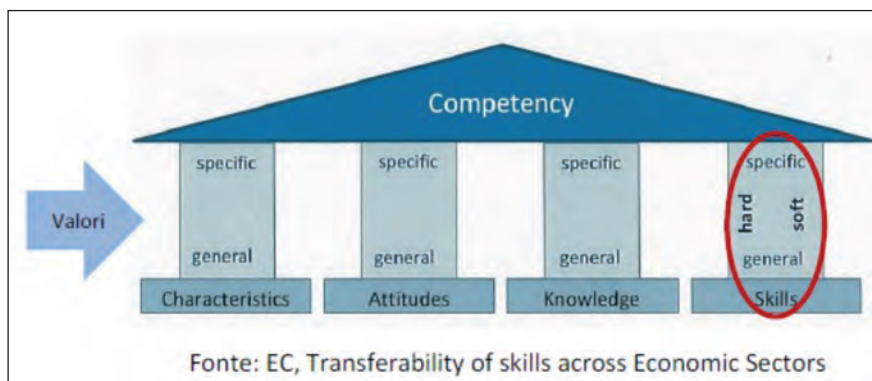 Competency
Valori
specific
general
Characteristics
specific
general
Attitudes
specific
general
Knowledge
specific
hard
soft
general
Skills
Fonte: EC, Transferability of skills across Economic Sectors